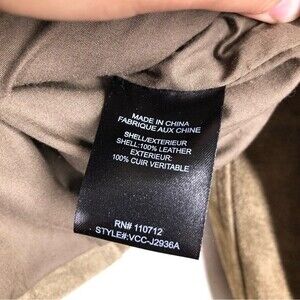 MADE IN CHINA
FABRIQUE AUX CHINE
SHELL/EXTERIEUR
SHELL:100% LEATHER
EXTERIEUR:
100% CUIR VERITABLE
RN# 110712
STYLE#:VCC-J2936A